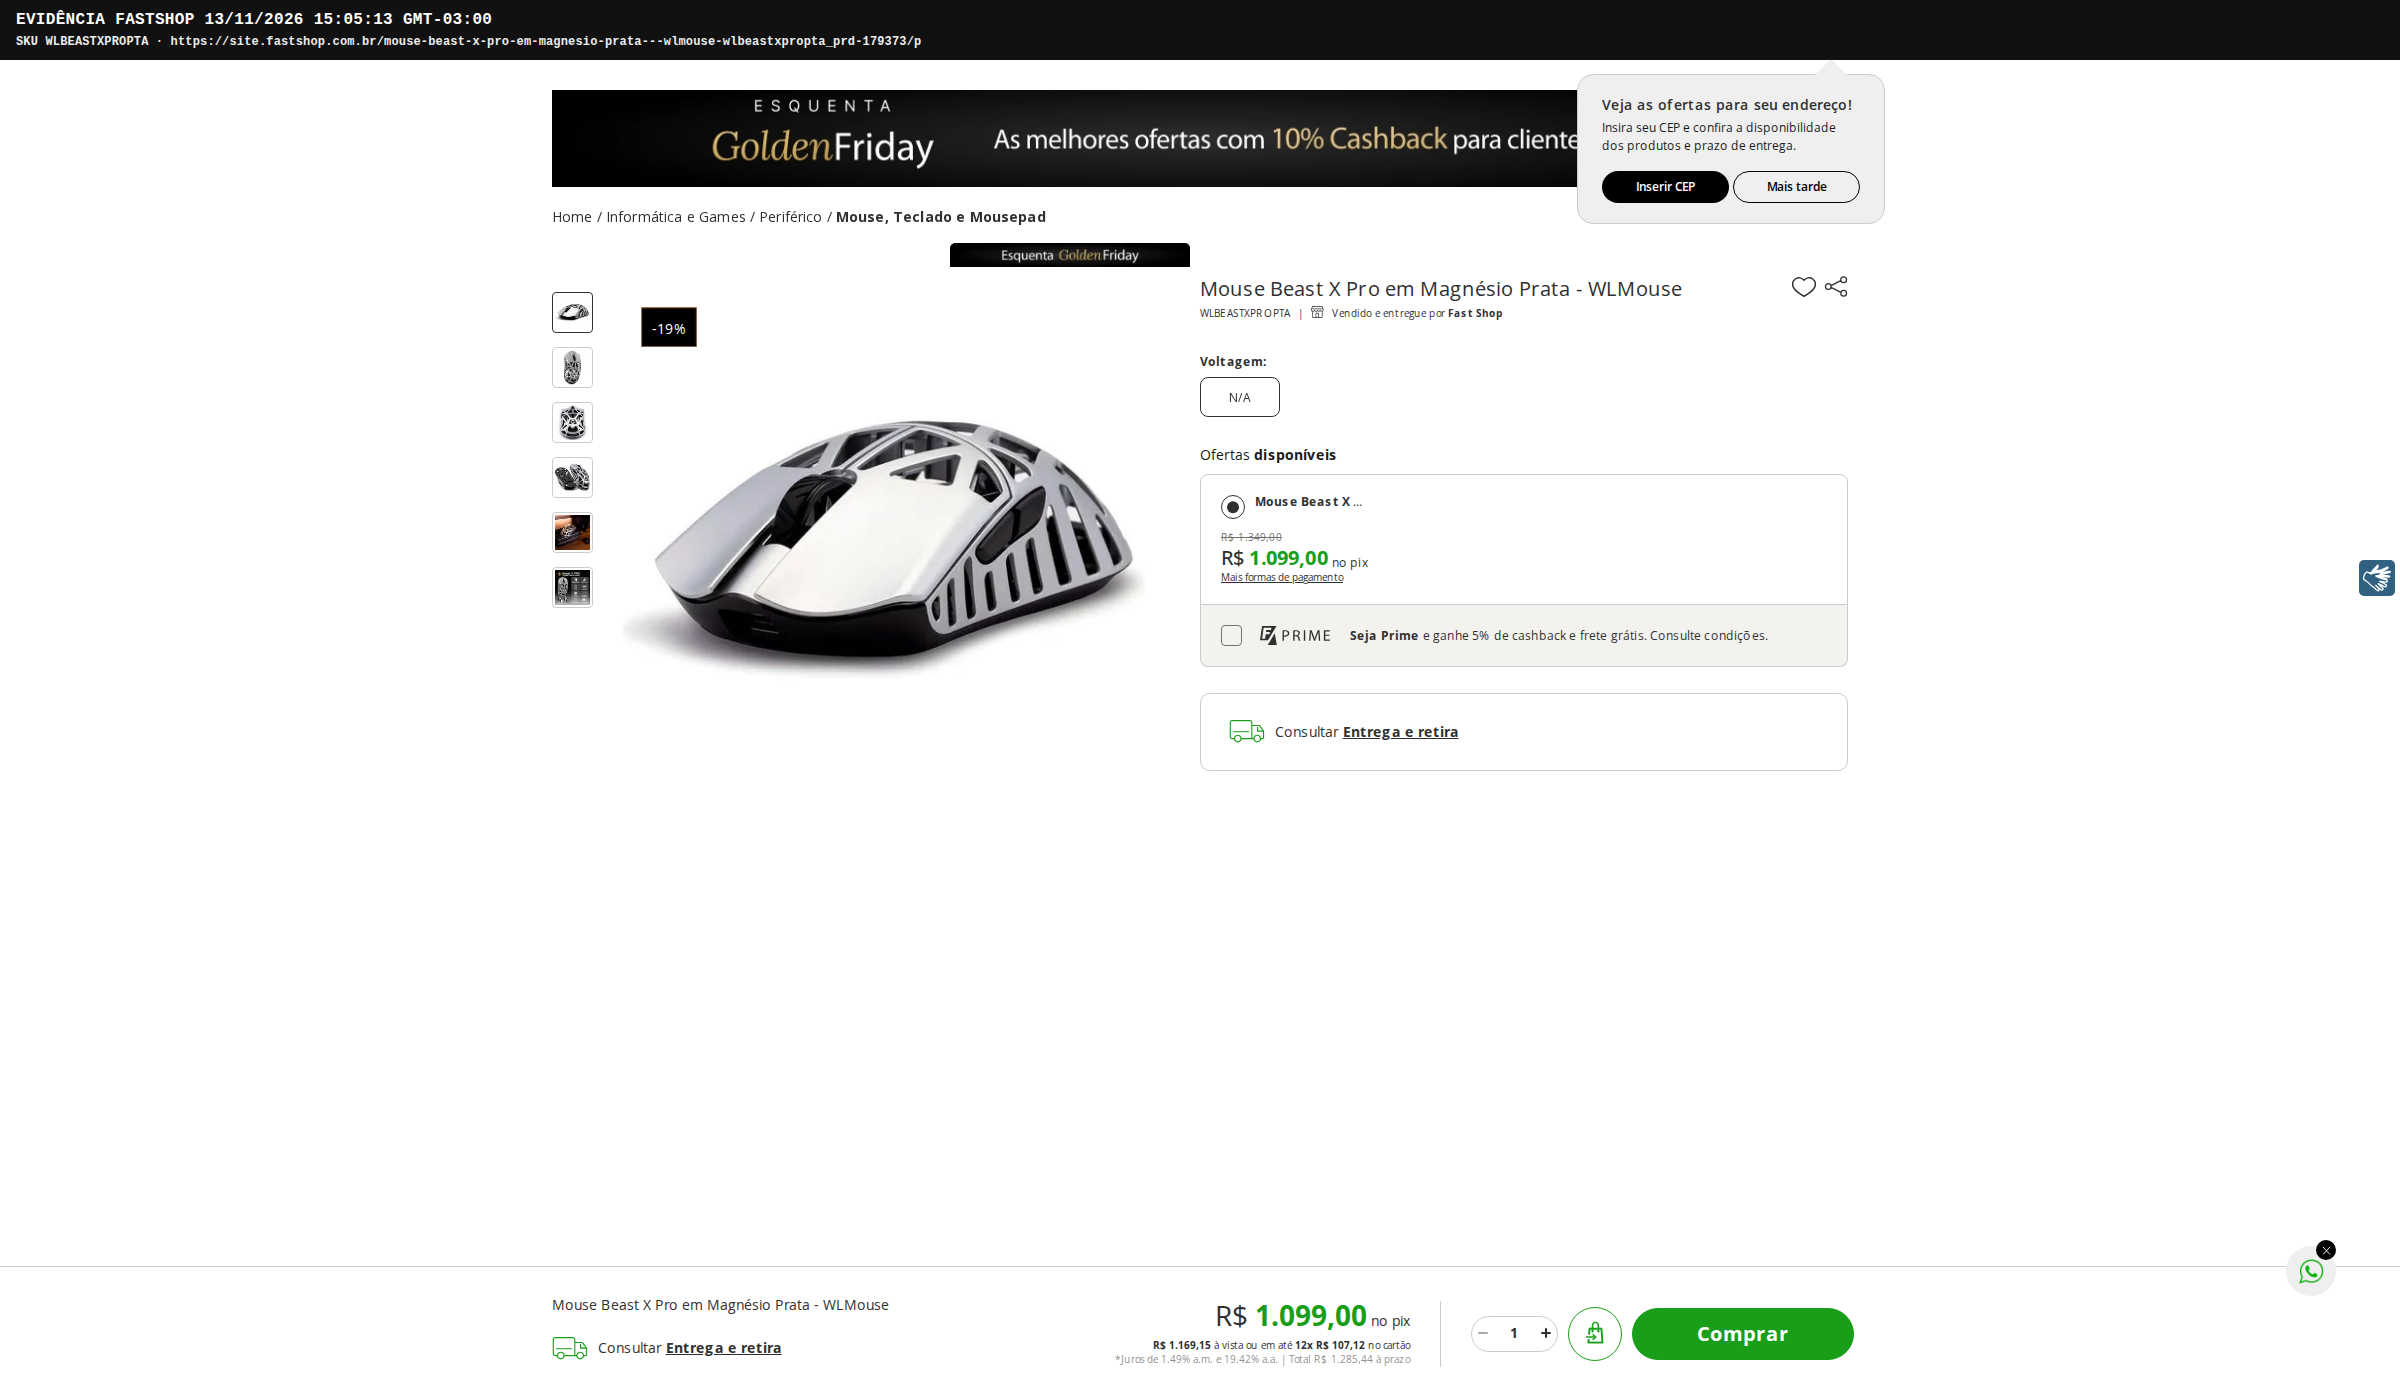 EVIDÊNCIA FASTSHOP 13/11/2026 15:05:13 GMT-03:00
SKU WLBEASTXPROPTA · https://site.fastshop.com.br/mouse-beast-x-pro-em-magnesio-prata---wlmouse-wlbeastxpropta_prd-179373/p
ESQUENTA
GoldenFriday
As melhores ofertas com 10% Cashback para cliente
Veja as ofertas para seu endereço!
Insira seu CEP e confira a disponibilidade
dos produtos e prazo de entrega.
Inserir CEP
Mais tarde
Home / Informática e Games / Periférico / Mouse, Teclado e Mousepad
Esquenta GoldenFriday
-19%
Mouse Beast X Pro em Magnésio Prata - WLMouse
WLBEASTXPROPTA | Vendido e entregue por Fast Shop
Voltagem:
N/A
Ofertas disponíveis
Mouse Beast X ...
R$ 1.349,00
R$ 1.099,00 no pix
Mais formas de pagamento
PRIME Seja Prime e ganhe 5% de cashback e frete grátis. Consulte condições.
Consultar Entrega e retira
Mouse Beast X Pro em Magnésio Prata - WLMouse
Consultar Entrega e retira
R$ 1.099,00 no pix
R$ 1.169,15 à vista ou em até 12x R$ 107,12 no cartão
*Juros de 1.49% a.m. e 19.42% a.a. | Total R$ 1.285,44 à prazo
1
Comprar